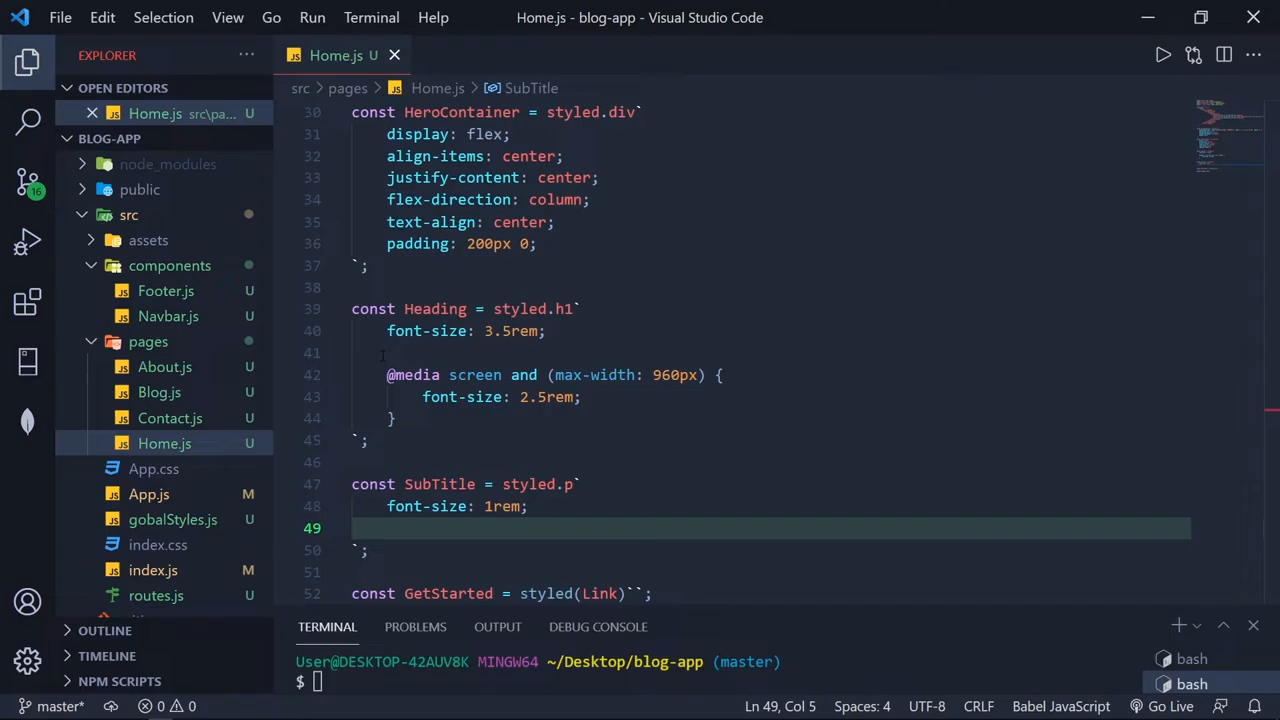 File Edit Selection View Go Run Terminal Help Home.js - blog-app - Visual Studio Code
EXPLORER
Home.js U
OPEN EDITORS
Home.js src\pa... U
BLOG-APP
node_modules
public
src
assets
components
Footer.js U
Navbar.js U
pages
About.js U
Blog.js U
Contact.js U
Home.js U
App.css
App.js M
gobalStyles.js U
index.css
index.js M
routes.js U
OUTLINE
TIMELINE
NPM SCRIPTS
16
src > pages > JS Home.js > SubTitle
30 const HeroContainer = styled.div`
31 display: flex;
32 align-items: center;
33 justify-content: center;
34 flex-direction: column;
35 text-align: center;
36 padding: 200px 0;
37 `;
38
39 const Heading = styled.h1`
40 font-size: 3.5rem;
41
42 @media screen and (max-width: 960px) {
43 font-size: 2.5rem;
44 }
45 `;
46
47 const SubTitle = styled.p`
48 font-size: 1rem;
49
50 `;
51
52 const GetStarted = styled(Link)``;
TERMINAL PROBLEMS OUTPUT DEBUG CONSOLE
User@DESKTOP-42AUV8K MINGW64 ~/Desktop/blog-app (master)
$
bash
bash
master* 0 0 Ln 49, Col 5 Spaces: 4 UTF-8 CRLF Babel JavaScript Go Live